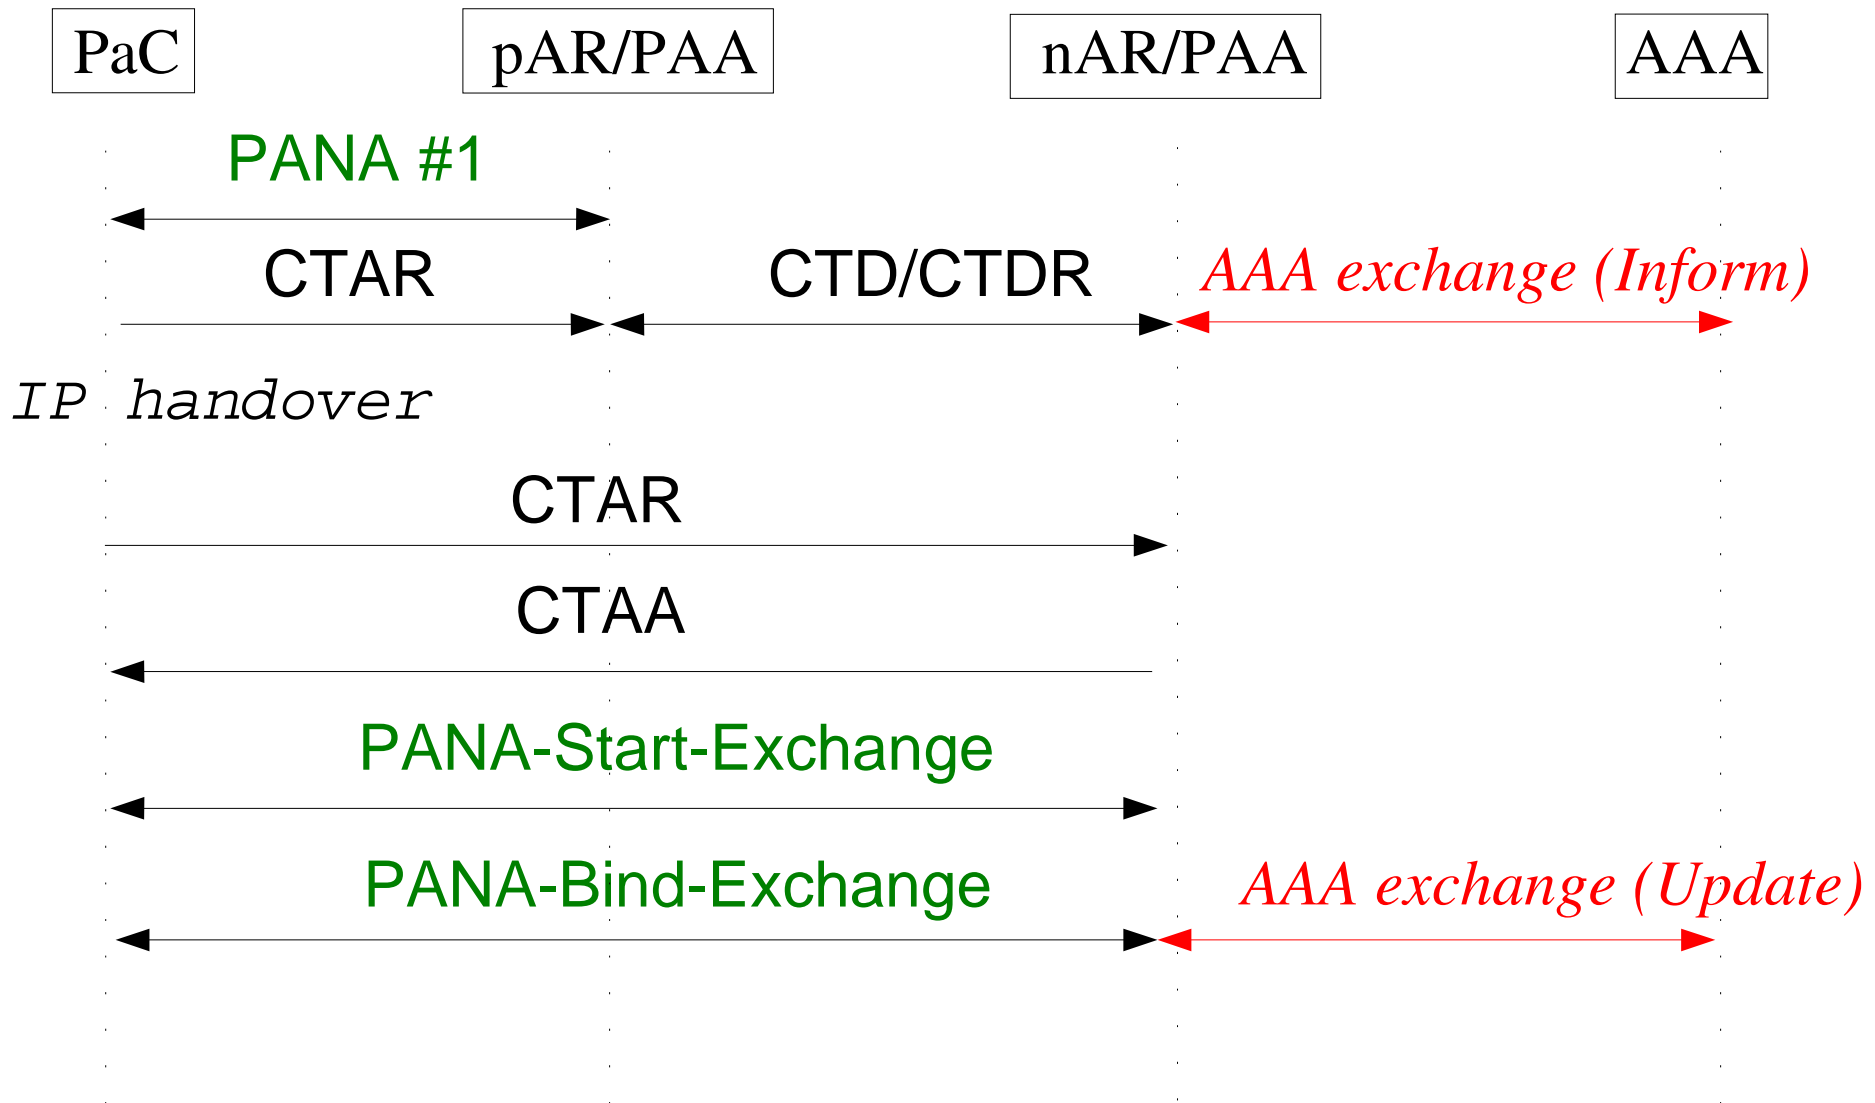 PaC pAR/PAA nAR/PAA AAA
PANA #1
CTAR CTD/CTDR AAA exchange (Inform)
IP handover
CTAR
CTAA
PANA-Start-Exchange
PANA-Bind-Exchange AAA exchange (Update)